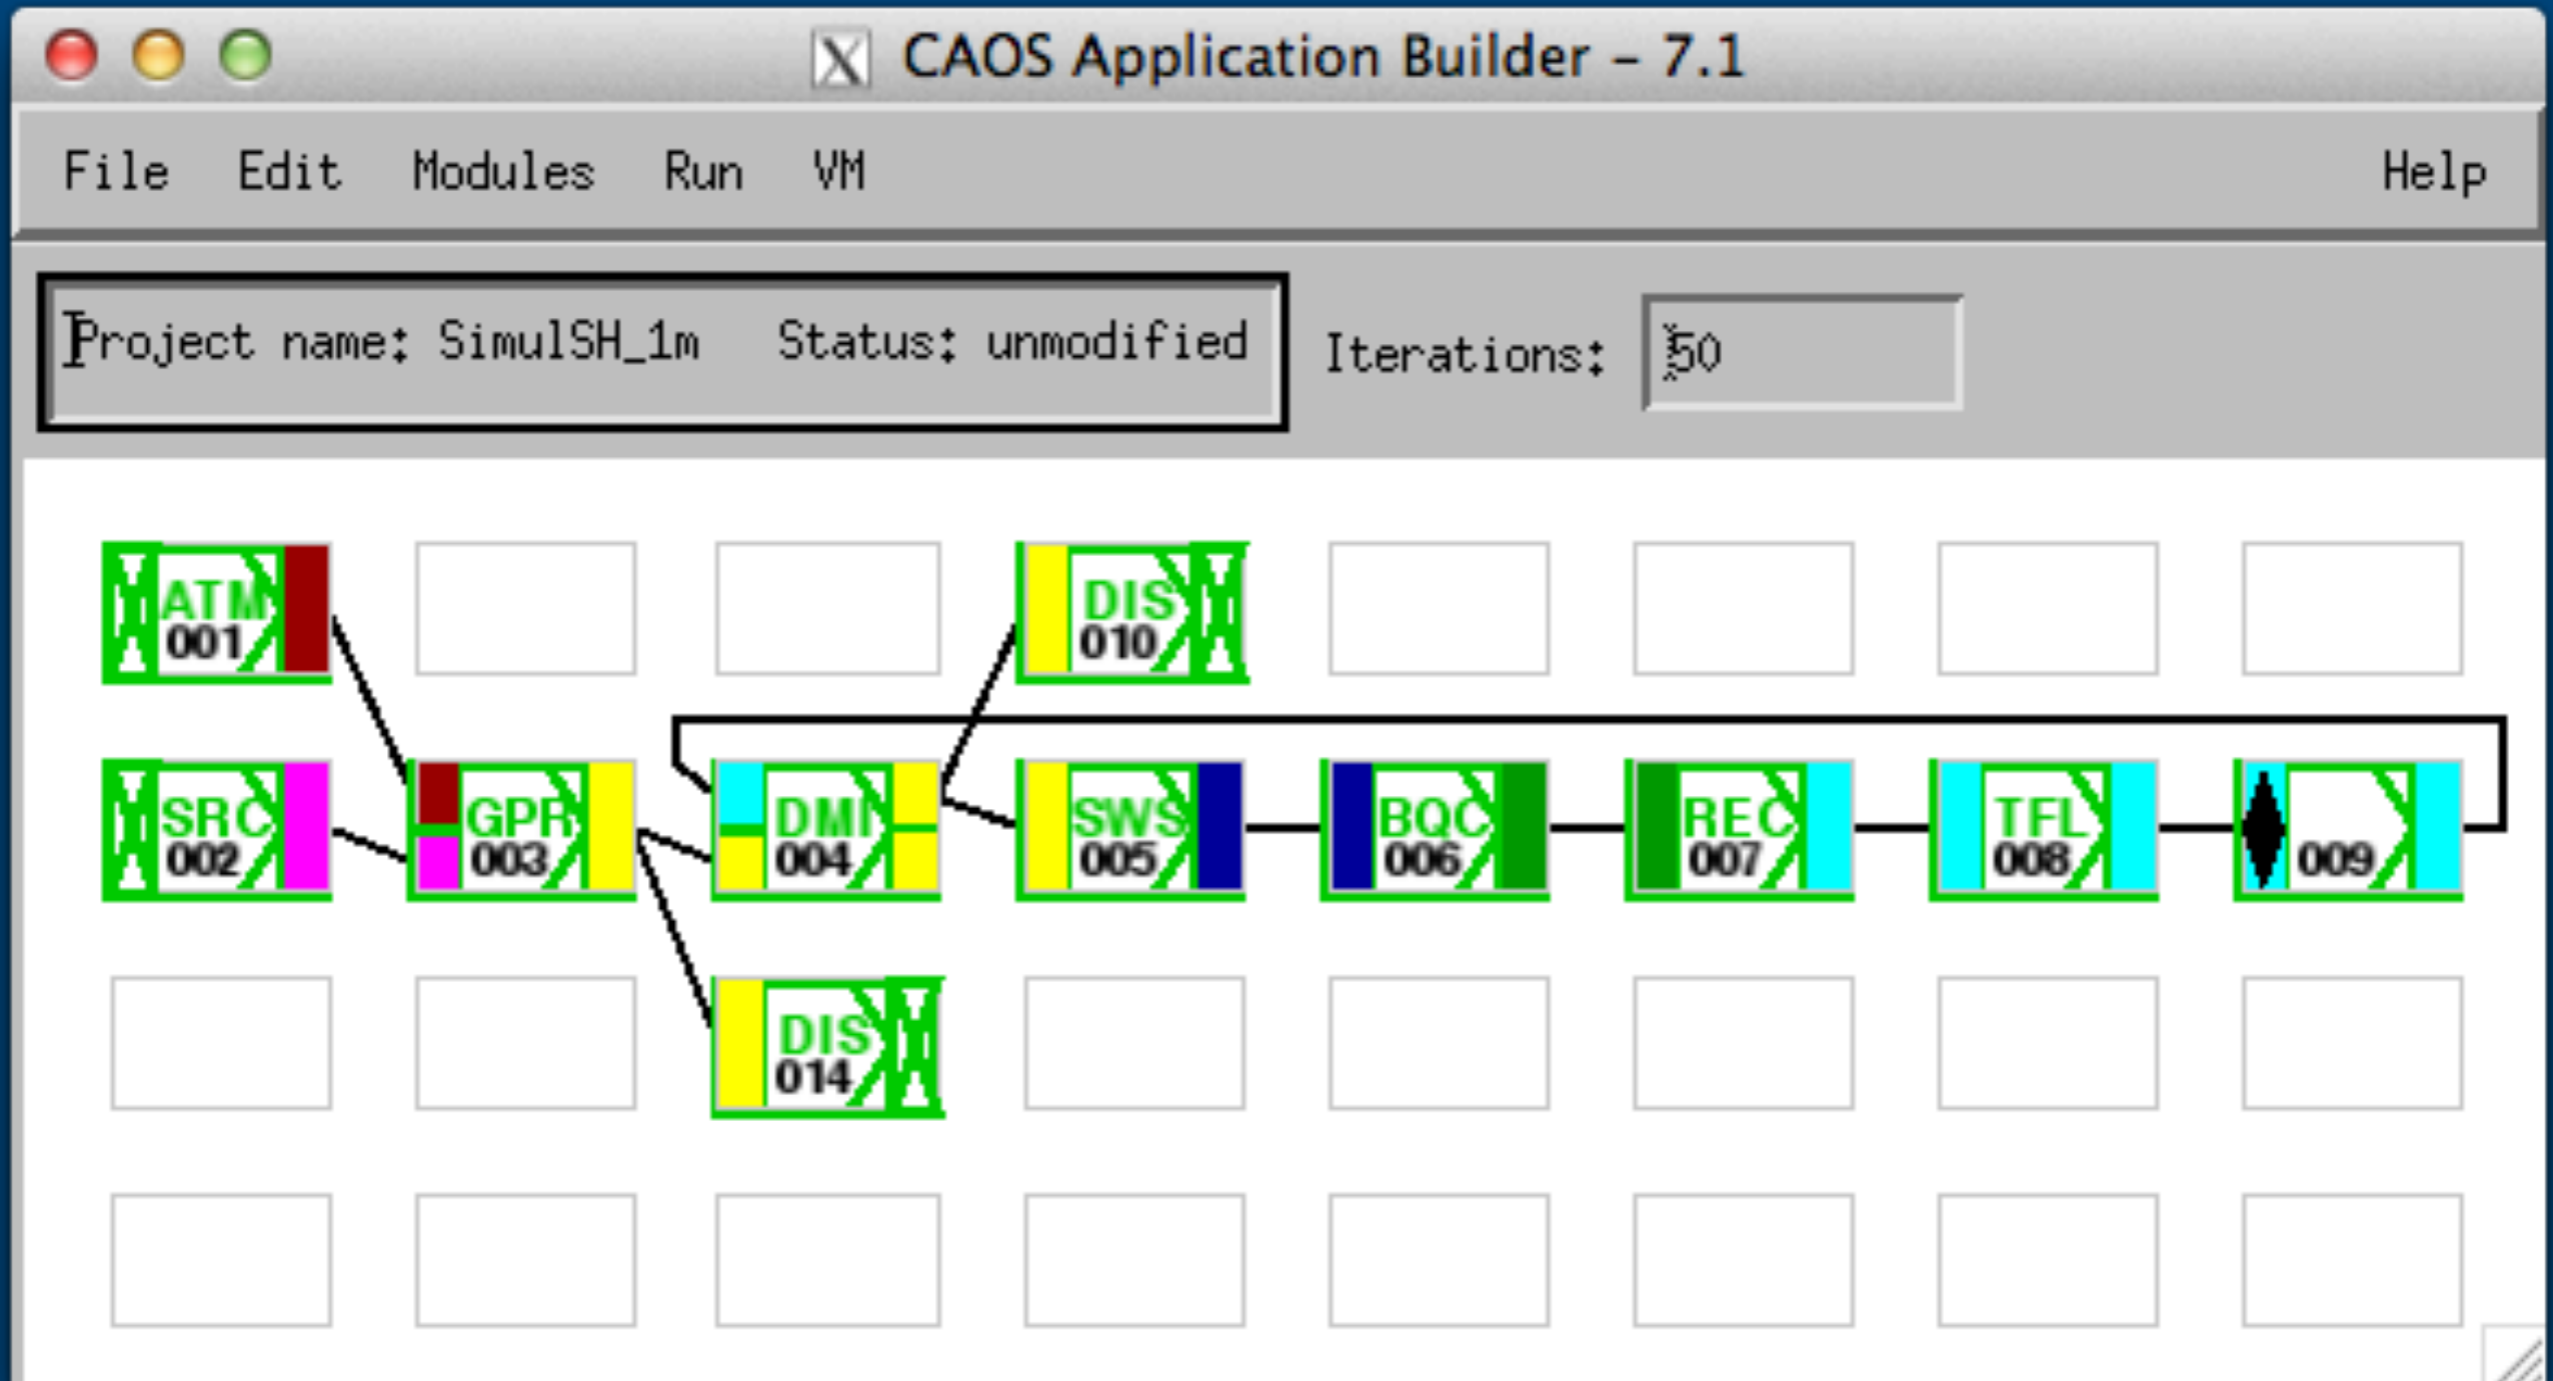 X CAOS Application Builder – 7.1
File Edit Modules Run VM Help
Project name: SimulSH_1m Status: unmodified Iterations: 50
ATM DIS
001 010
SRC GPR DMI SWS BQC REC TFL
002 003 004 005 006 007 008 009
DIS
014